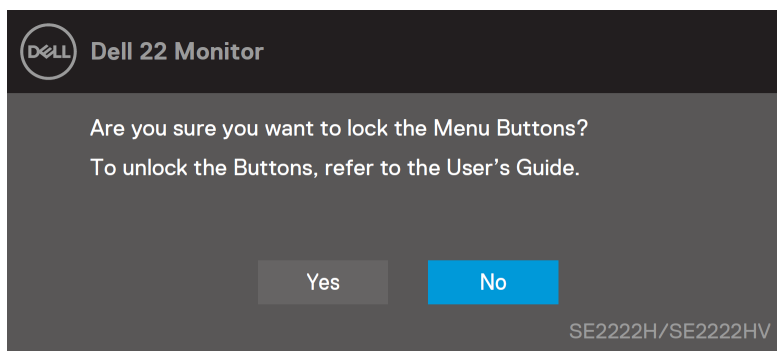 DELL
Dell 22 Monitor
Are you sure you want to lock the Menu Buttons?
To unlock the Buttons, refer to the User’s Guide.
Yes
No
SE2222H/SE2222HV